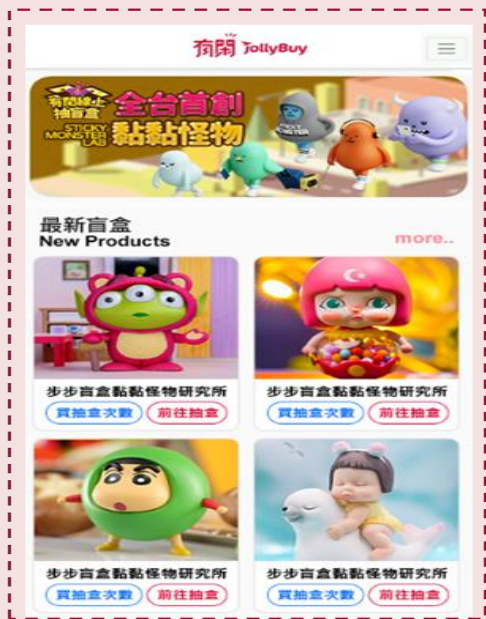 有閑 JollyBuy
有閑線上
抽盲盒
全台首創
STICKY
MONSTER
LAB
黏黏怪物
最新盲盒
New Products
more..
步步盲盒黏黏怪物研究所
買抽盒次數
前往抽盒
步步盲盒黏黏怪物研究所
買抽盒次數
前往抽盒
步步盲盒黏黏怪物研究所
買抽盒次數
前往抽盒
步步盲盒黏黏怪物研究所
買抽盒次數
前往抽盒